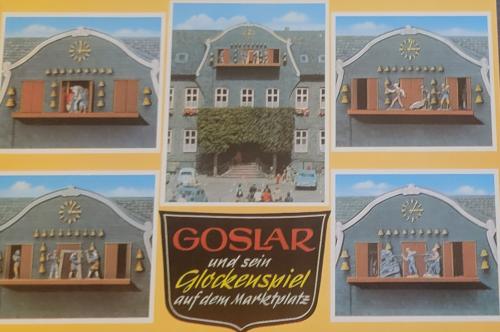 GOSLAR
und sein
Glockenspiel
auf dem Marktplatz